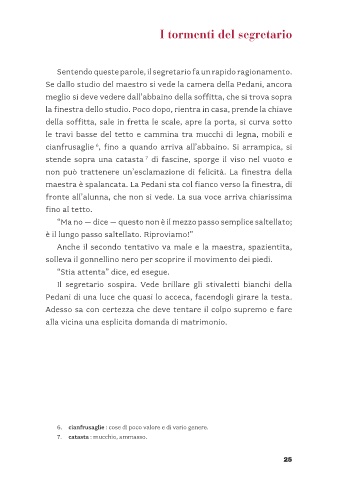 I tormenti del segretario
Sentendo queste parole, il segretario fa un rapido ragionamento.
Se dallo studio del maestro si vede la camera della Pedani, ancora
meglio si deve vedere dall'abbaino della soffitta, che si trova sopra
la finestra dello studio. Poco dopo, rientra in casa, prende la chiave
della soffitta, sale in fretta le scale, apre la porta, si curva sotto
le travi basse del tetto e cammina tra mucchi di legna, mobili e
cianfrusaglie 6, fino a quando arriva all'abbaino. Si arrampica, si
stende sopra una catasta 7 di fascine, sporge il viso nel vuoto e
non può trattenere un'esclamazione di felicità. La finestra della
maestra è spalancata. La Pedani sta col fianco verso la finestra, di
fronte all'alunna, che non si vede. La sua voce arriva chiarissima
fino al tetto.
“Ma no — dice — questo non è il mezzo passo semplice saltellato;
è il lungo passo saltellato. Riproviamo!”
Anche il secondo tentativo va male e la maestra, spazientita,
solleva il gonnellino nero per scoprire il movimento dei piedi.
“Stia attenta” dice, ed esegue.
Il segretario sospira. Vede brillare gli stivaletti bianchi della
Pedani di una luce che quasi lo acceca, facendogli girare la testa.
Adesso sa con certezza che deve tentare il colpo supremo e fare
alla vicina una esplicita domanda di matrimonio.
6. cianfrusaglie : cose di poco valore e di vario genere.
7. catasta : mucchio, ammasso.
25